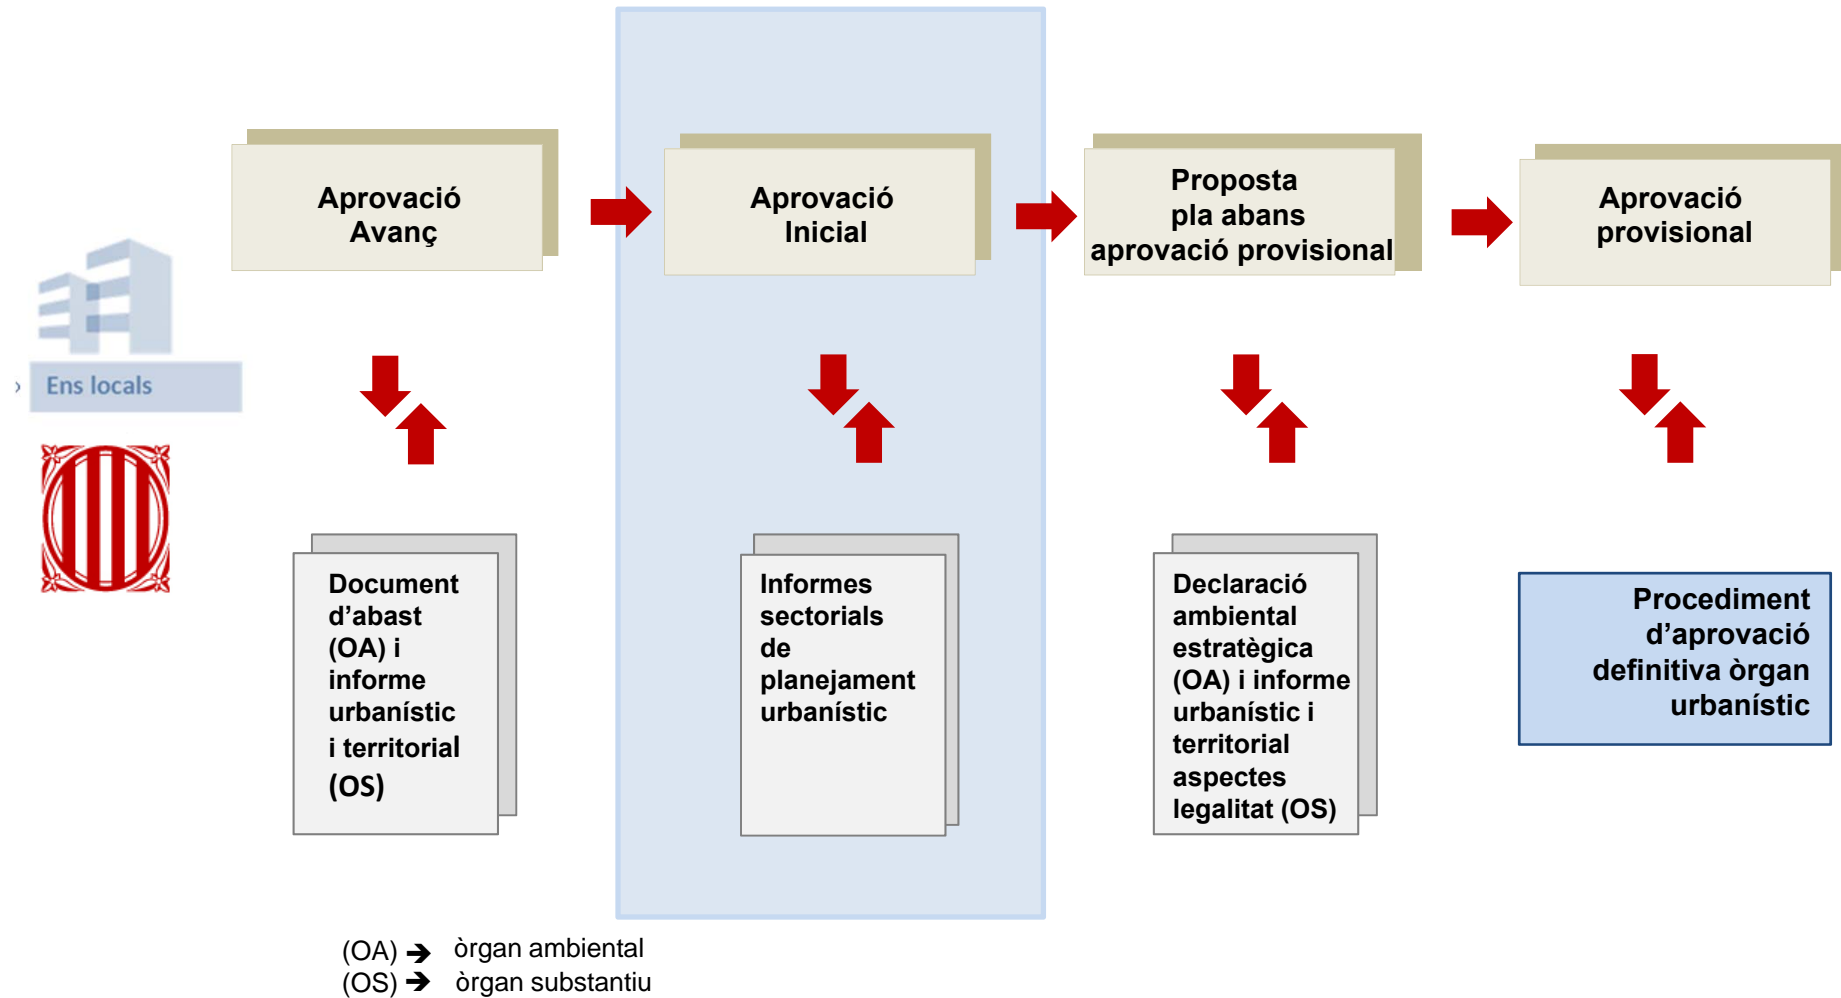 Aprovació
Avanç
Aprovació
Inicial
Proposta
pla abans
aprovació provisional
Aprovació
provisional
Ens locals
Document
d’abast
(OA) i
informe
urbanístic
i territorial
(OS)
Informes
sectorials
de
planejament
urbanístic
Declaració
ambiental
estratègica
(OA) i informe
urbanístic i
territorial
aspectes
legalitat (OS)
Procediment
d’aprovació
definitiva òrgan
urbanístic
(OA) ➔ òrgan ambiental
(OS) ➔ òrgan substantiu